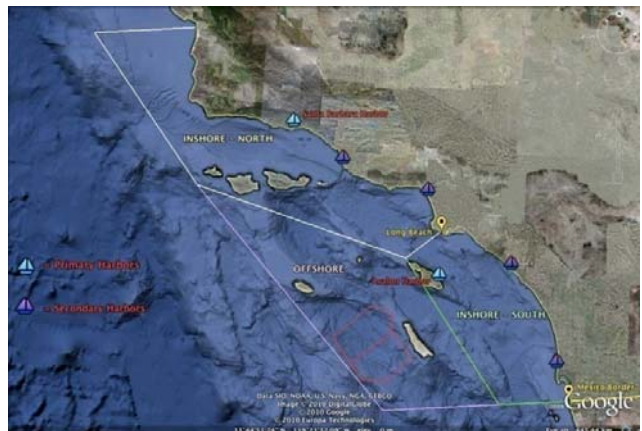 Santa Barbara Harbor
INSHORE - NORTH
Long Beach
- Primary Harbors
OFFSHORE
Avalon Harbor
- Secondary Harbors
INSHORE - SOUTH
Mexico Border
Data SIO, NOAA, U.S. Navy, NGA, GEBCO
Image © 2010 DigitalGlobe
© 2010 Google
© 2010 Europa Technologies
Google